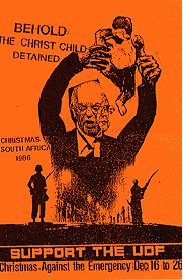 BEHOLD
THE CHRIST CHILD
DETAINED
CHRISTMAS
SOUTH AFRICA
1986
SUPPORT THE UDF
Christmas-Against the Emergency:Dec 16 to 26